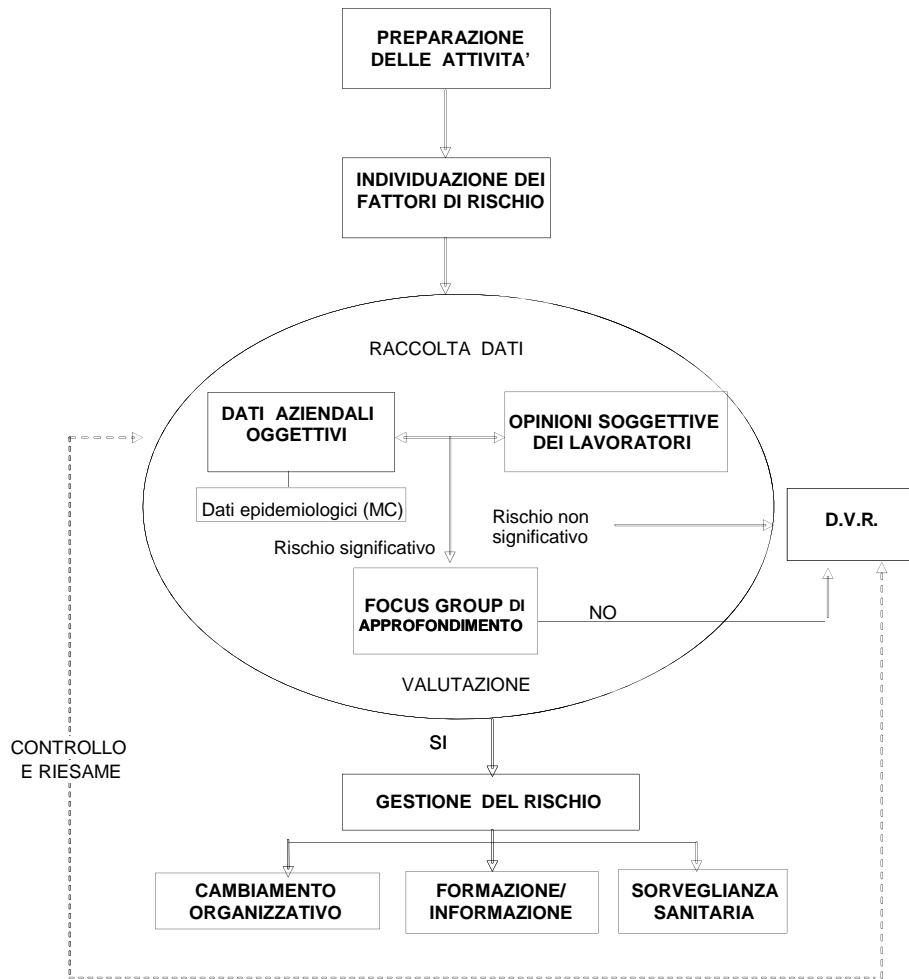 PREPARAZIONE
DELLE ATTIVITA'
INDIVIDUAZIONE DEI
FATTORI DI RISCHIO
RACCOLTA DATI
DATI AZIENDALI
OGGETTIVI
OPINIONI SOGGETTIVE
DEI LAVORATORI
Dati epidemiologici (MC)
Rischio significativo
Rischio non
significativo
D.V.R.
FOCUS GROUP DI
APPROFONDIMENTO
NO
VALUTAZIONE
SI
CONTROLLO
E RIESAME
GESTIONE DEL RISCHIO
CAMBIAMENTO
ORGANIZZATIVO
FORMAZIONE/
INFORMAZIONE
SORVEGLIANZA
SANITARIA